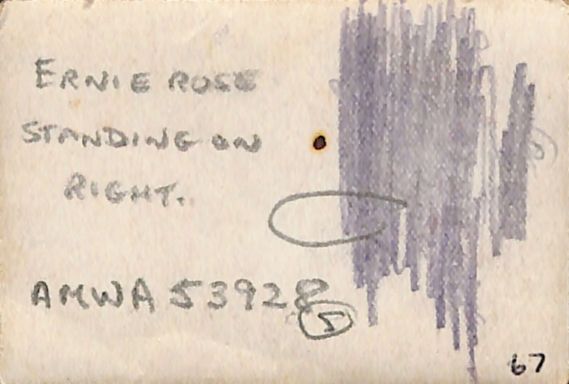 ERNIE ROSE
STANDING ON
RIGHT.
AMWA 53928
5
67